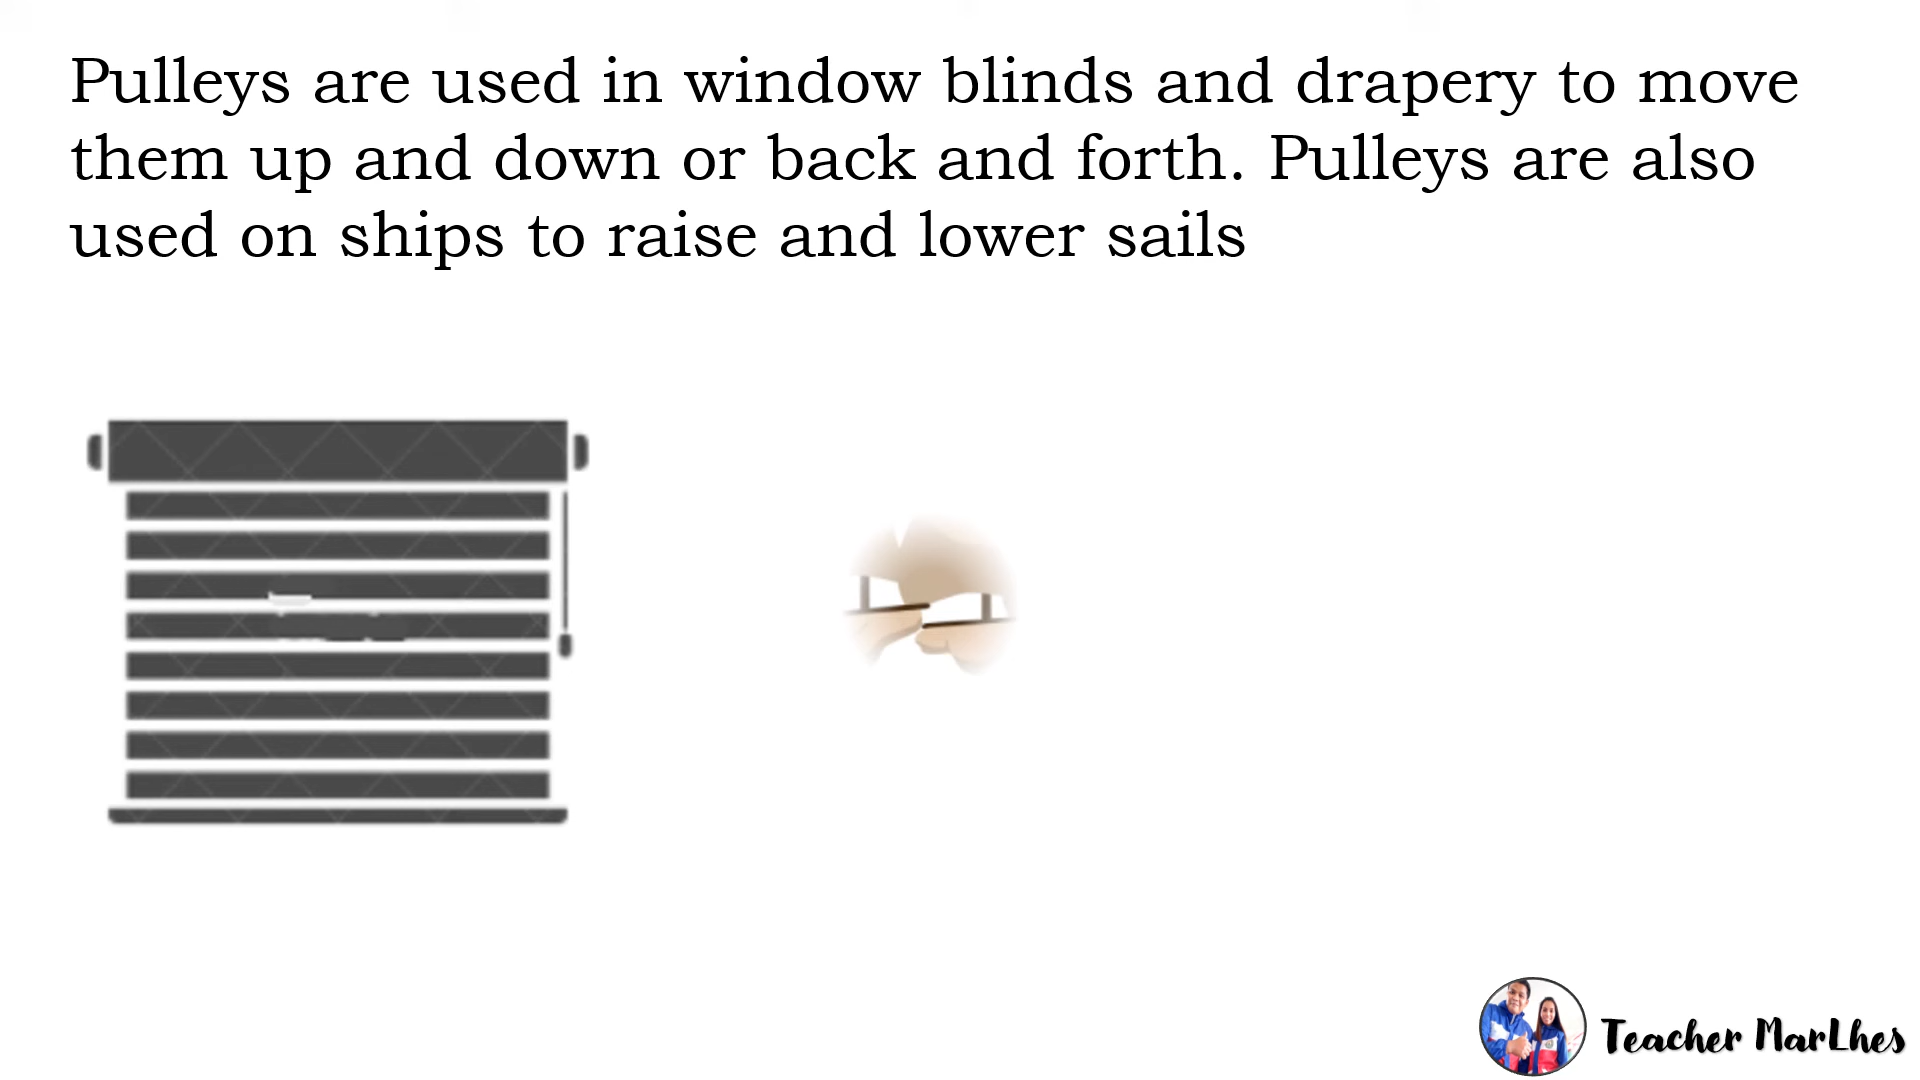 Pulleys are used in window blinds and drapery to move
them up and down or back and forth. Pulleys are also
used on ships to raise and lower sails
Teacher MarLhes